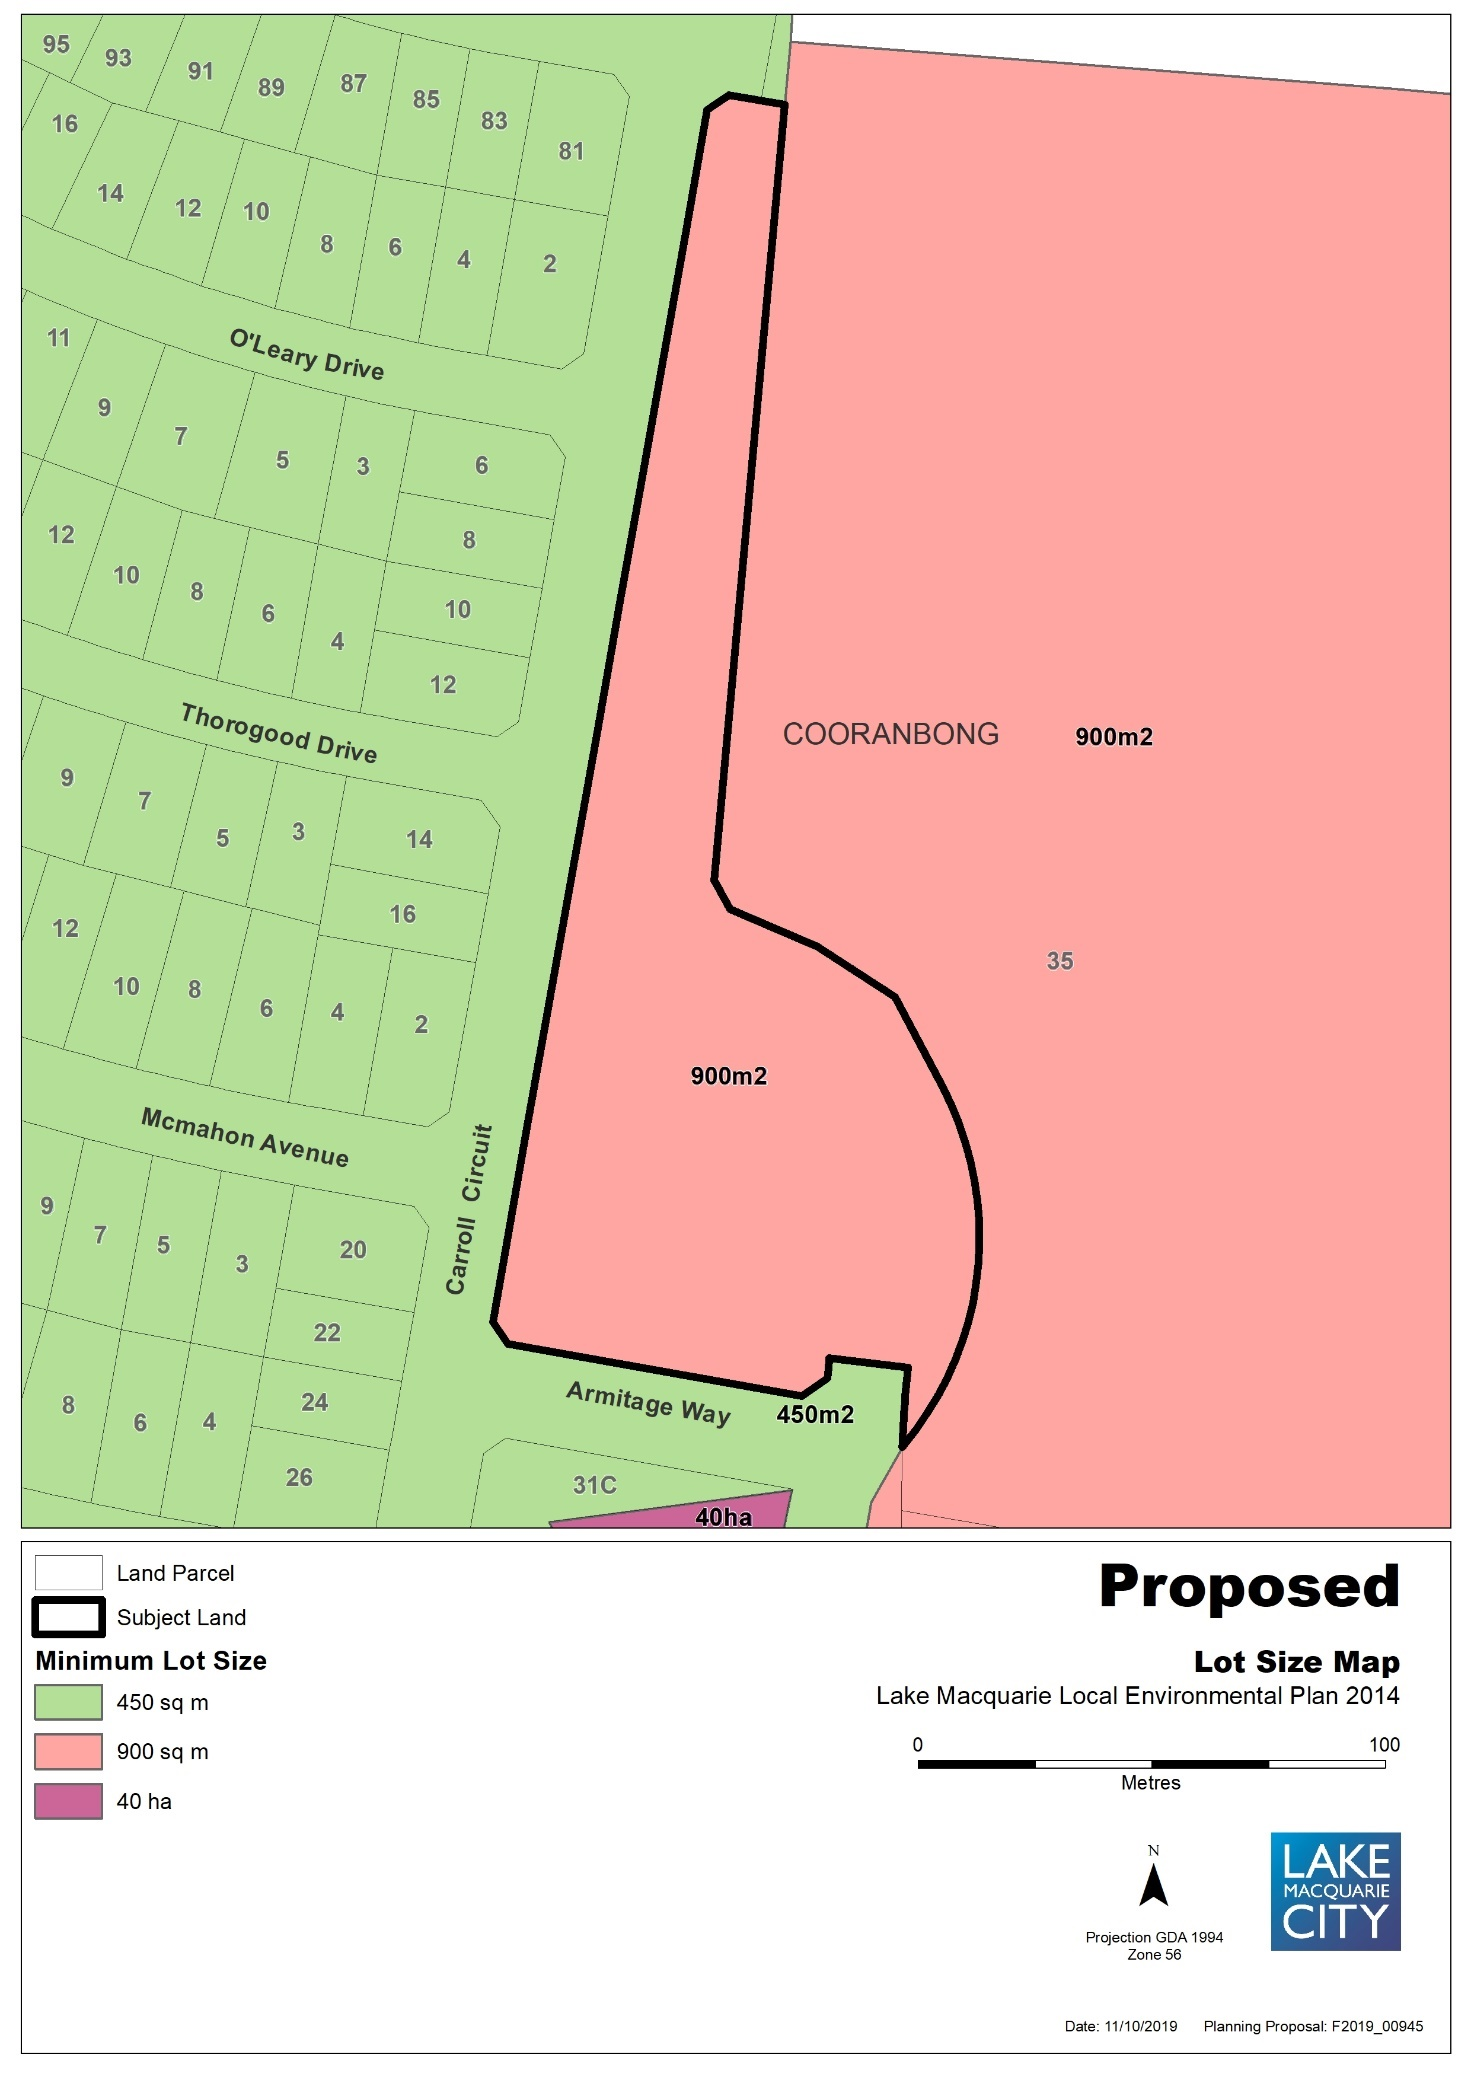 95
93
91
89
87
85
83
81
16
14
12
10
8
6
4
2
O'Leary Drive
11
9
7
5
3
6
8
10
12
12
10
8
6
4
Thorogood Drive
9
7
5
3
14
16
12
10
8
6
4
2
COORANBONG
900m2
35
900m2
Mcmahon Avenue
Carroll Circuit
9
7
5
3
20
22
24
26
8
6
4
Armitage Way
450m2
31C
40ha
Land Parcel
Subject Land
Minimum Lot Size
450 sq m
900 sq m
40 ha
Proposed
Lot Size Map
Lake Macquarie Local Environmental Plan 2014
0 100
Metres
N
Projection GDA 1994
Zone 56
LAKE
MACQUARIE
CITY
Date: 11/10/2019 Planning Proposal: F2019_00945